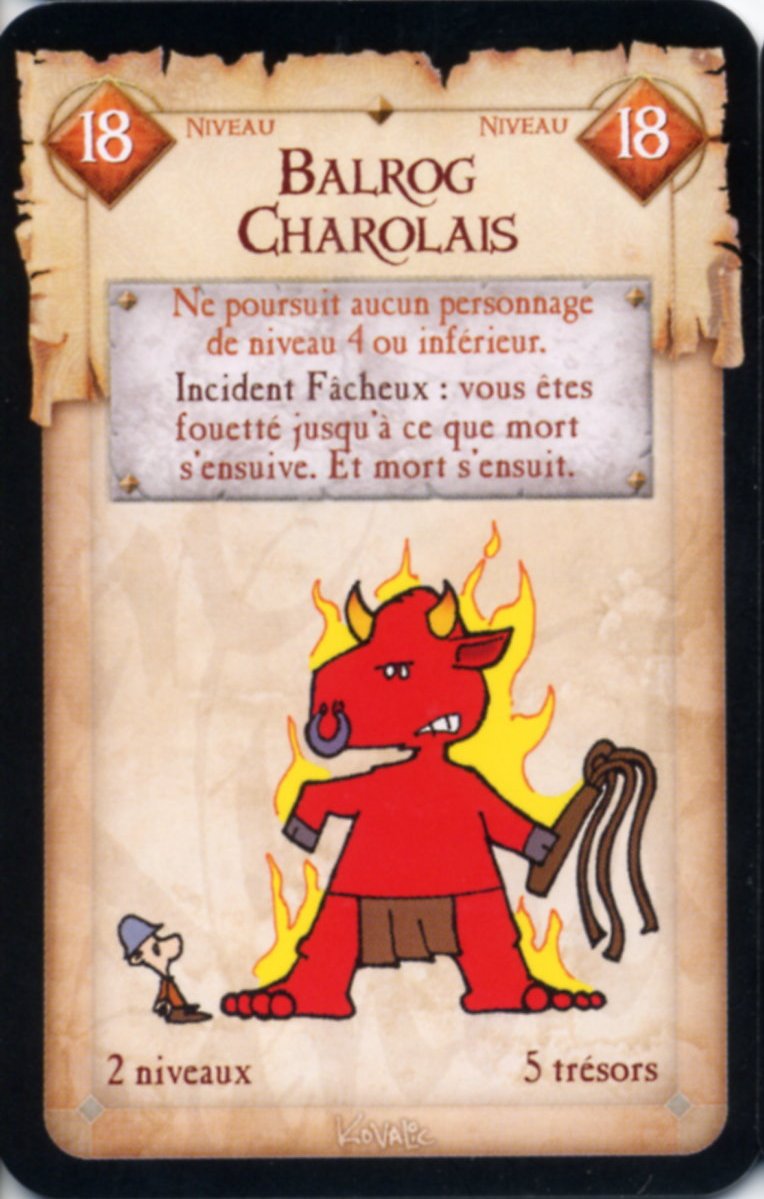 18 NIVEAU NIVEAU 18
BALROG
CHAROLAIS
Ne poursuit aucun personnage
de niveau 4 ou inférieur.
Incident Fâcheux : vous êtes
fouetté jusqu'à ce que mort
s'ensuive. Et mort s'ensuit.
2 niveaux 5 trésors
KOVALIC